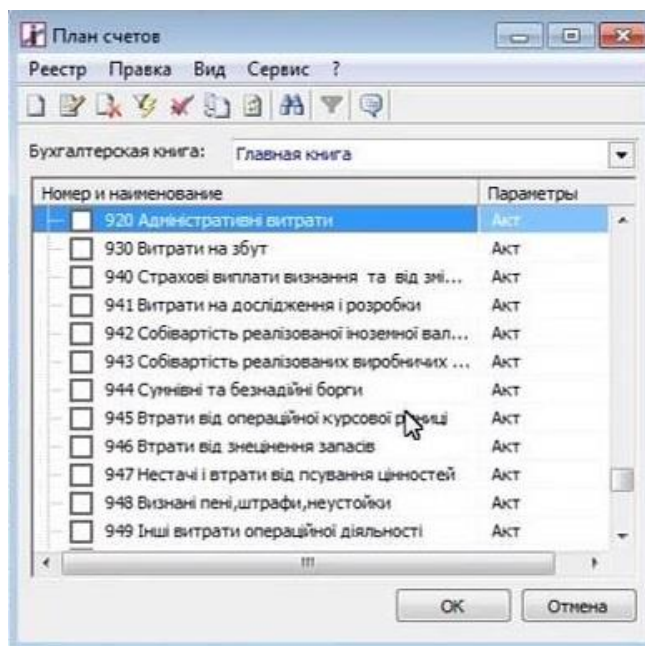 План счетов
Реестр Правка Вид Сервис ?
Бухгалтерская книга: Главная книга
Номер и наименование Параметры
920 Адміністративні витрати Акт
930 Витрати на збут Акт
940 Страхові виплати визнання та від змі... Акт
941 Витрати на дослідження і розробки Акт
942 Собівартість реалізованої іноземної вал... Акт
943 Собівартість реалізованих виробничих ... Акт
944 Сумнівні та безнадійні борги Акт
945 Втрати від операційної курсової різниці Акт
946 Втрати від знецінення запасів Акт
947 Нестачі і втрати від псування цінностей Акт
948 Визнані пені,штрафи,неустойки Акт
949 Інші витрати операційної діяльності Акт
ОК Отмена